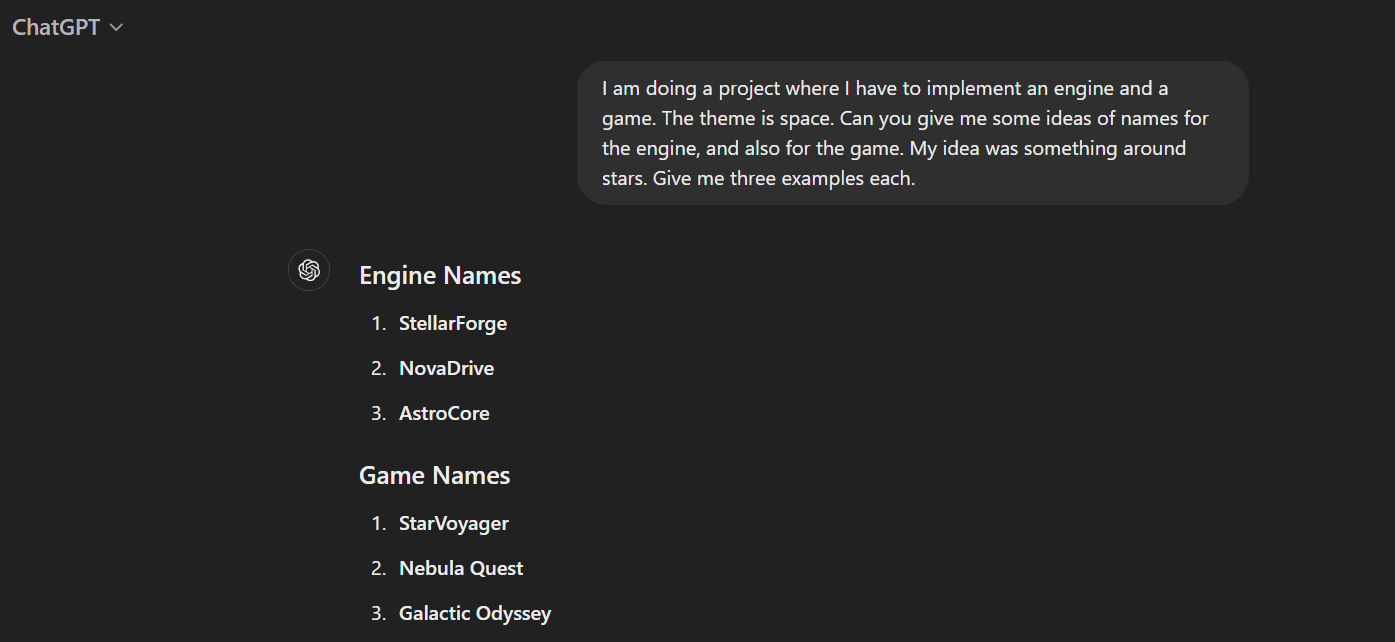 ChatGPT
I am doing a project where I have to implement an engine and a
game. The theme is space. Can you give me some ideas of names for
the engine, and also for the game. My idea was something around
stars. Give me three examples each.
Engine Names
1. StellarForge
2. NovaDrive
3. AstroCore
Game Names
1. StarVoyager
2. Nebula Quest
3. Galactic Odyssey